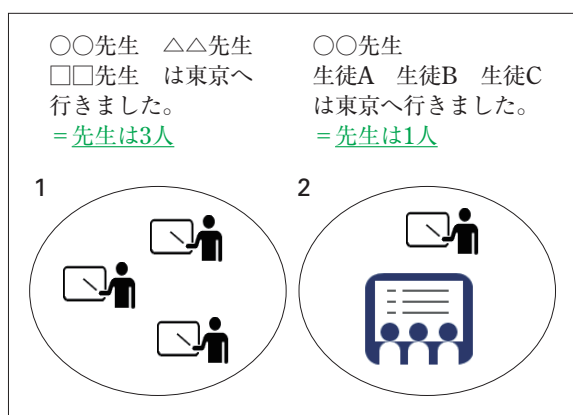 ○○先生　△△先生
□□先生　は東京へ
行きました。
＝先生は3人
○○先生
生徒A　生徒B　生徒C
は東京へ行きました。
＝先生は1人
1
2